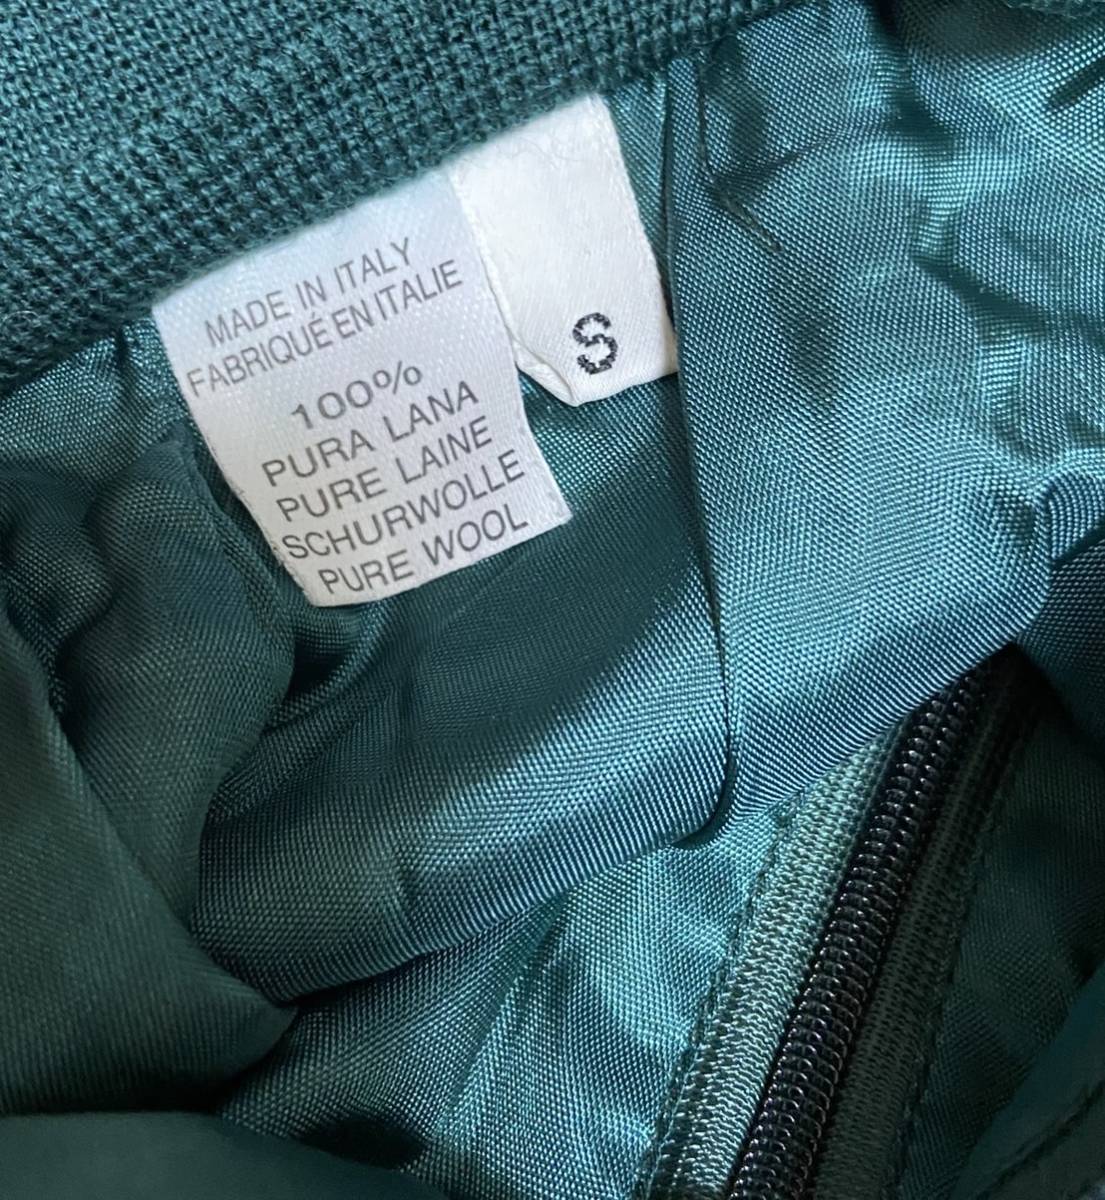 MADE IN ITALY
FABRIQUÉ EN ITALIE
100%
PURA LANA
PURE LAINE
SCHURWOLLE
PURE WOOL
S